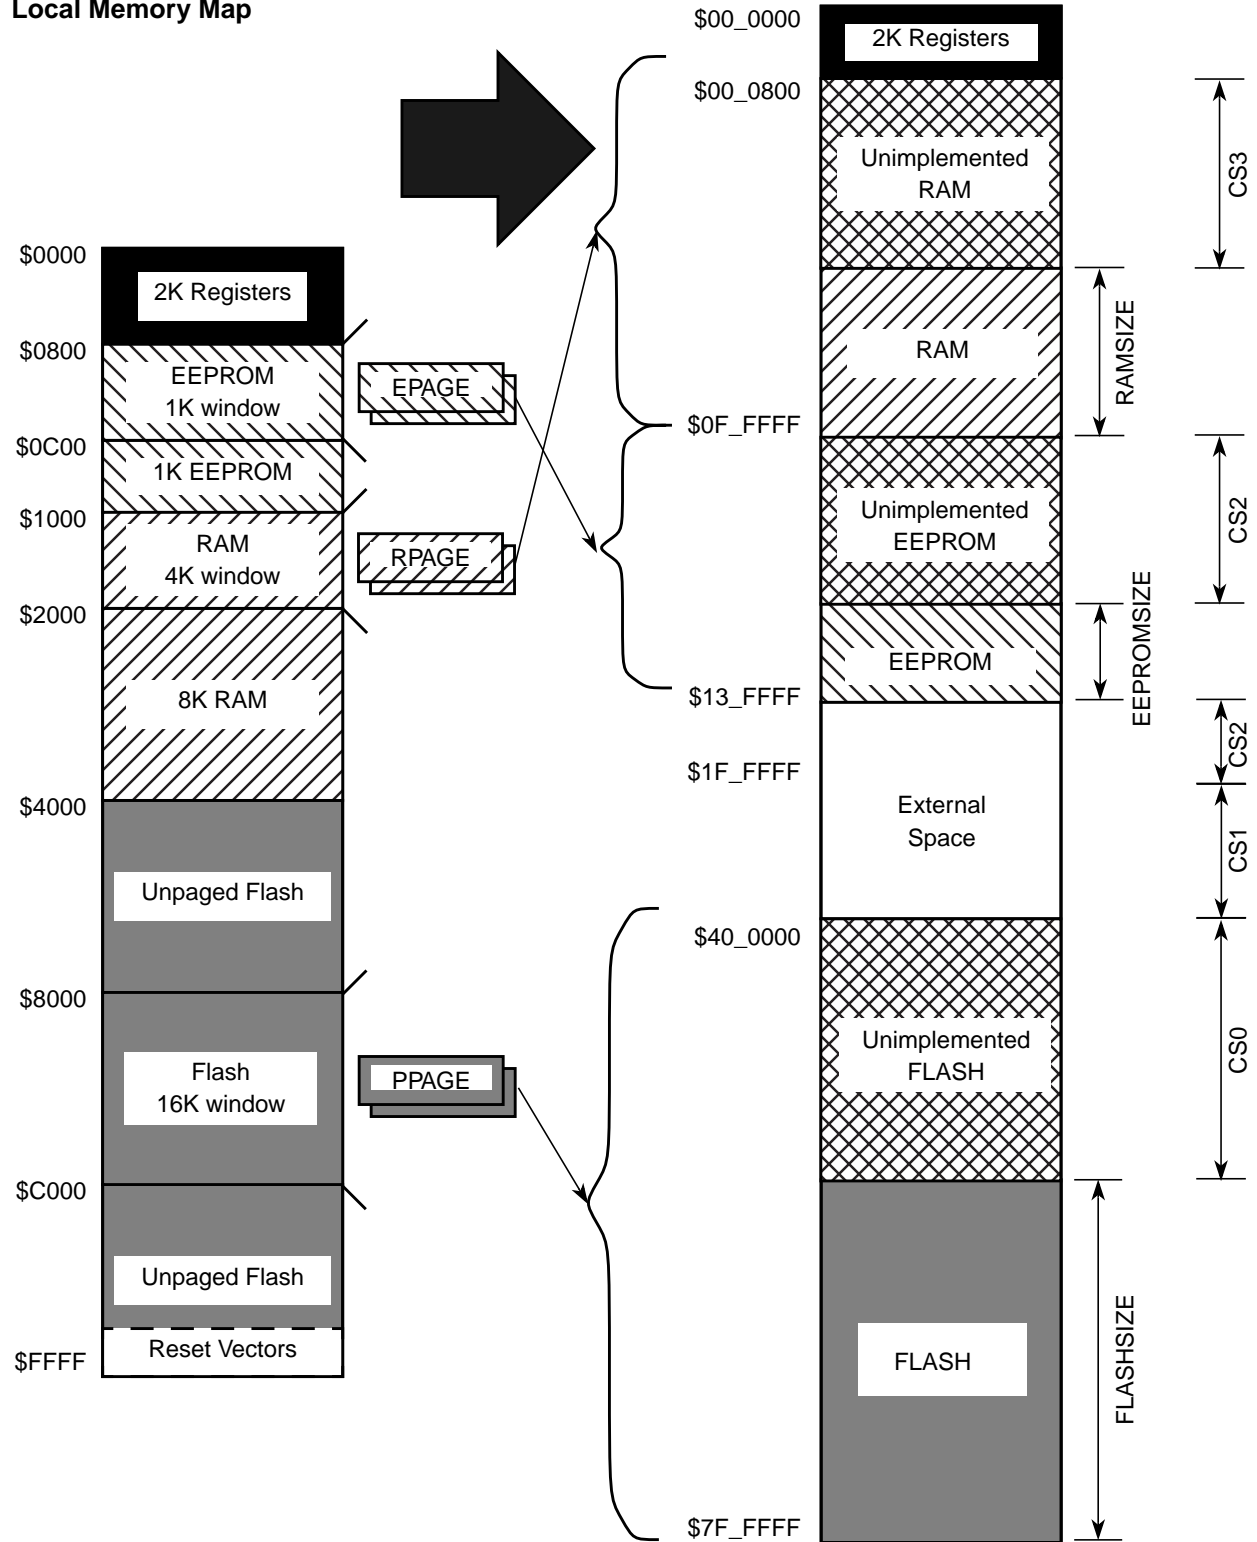 Local Memory Map
$0000
2K Registers
$0800
EEPROM
1K window
EPAGE
$0C00
1K EEPROM
$1000
RAM
4K window
RPAGE
$2000
8K RAM
$4000
Unpaged Flash
$8000
Flash
16K window
PPAGE
$C000
Unpaged Flash
Reset Vectors
$FFFF
$00_0000
2K Registers
$00_0800
Unimplemented
RAM
CS3
RAM
RAMSIZE
$0F_FFFF
Unimplemented
EEPROM
CS2
EEPROM
EEPROMSIZE
$13_FFFF
CS2
$1F_FFFF
External
Space
CS1
$40_0000
Unimplemented
FLASH
CS0
FLASH
FLASHSIZE
$7F_FFFF